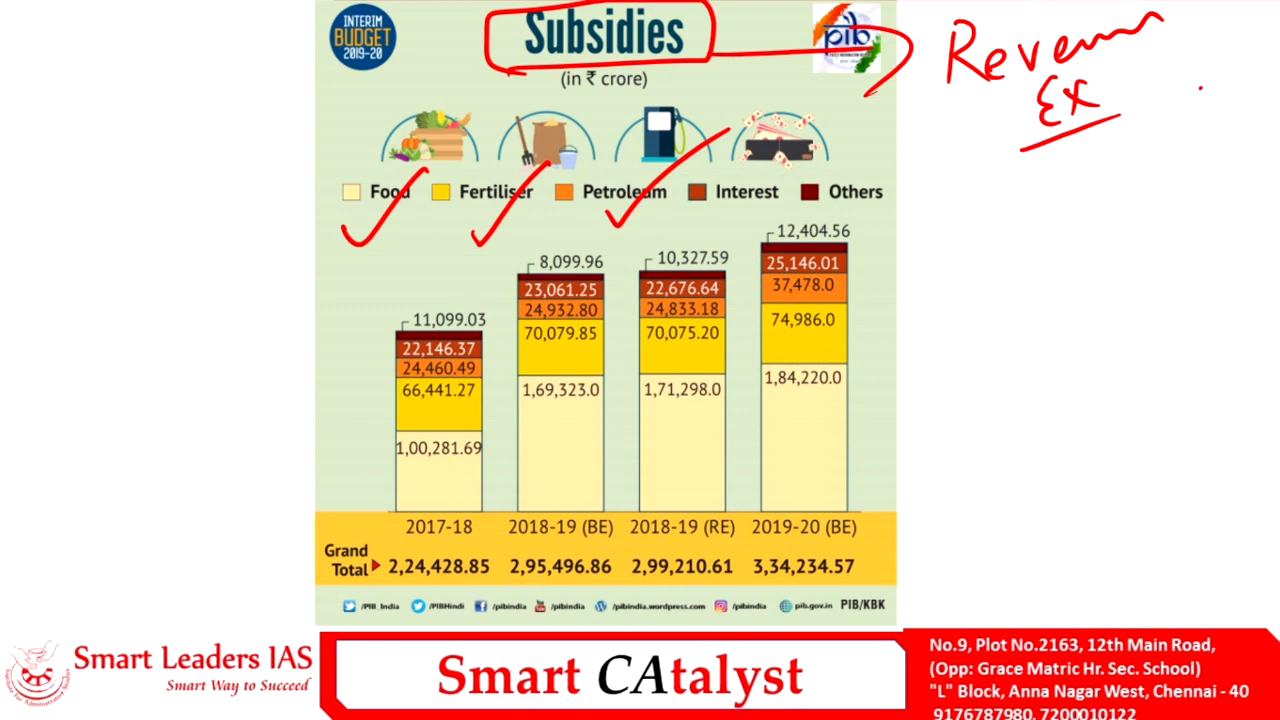 INTERIM
BUDGET
2019-20
Subsidies
pib
(in ₹ crore)
Revenue
Ex
Food Fertiliser Petroleum Interest Others
11,099.03
22,146.37
24,460.49
66,441.27
1,00,281.69
8,099.96
23,061.25
24,932.80
70,079.85
1,69,323.0
10,327.59
22,676.64
24,833.18
70,075.20
1,71,298.0
12,404.56
25,146.01
37,478.0
74,986.0
1,84,220.0
2017-18 2018-19 (BE) 2018-19 (RE) 2019-20 (BE)
Grand
Total 2,24,428.85 2,95,496.86 2,99,210.61 3,34,234.57
/PIB_India /PIBHindi /pibindia /pibindia /pibindia.wordpress.com /pibindia pib.gov.in PIB/KBK
Smart Leaders IAS
Smart Way to Succeed
Smart CAtalyst
No.9, Plot No.2163, 12th Main Road,
(Opp: Grace Matric Hr. Sec. School)
"L" Block, Anna Nagar West, Chennai - 40
9176787980, 7200010122